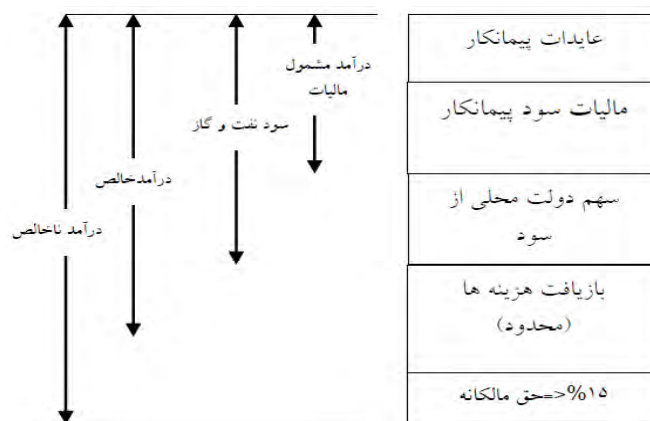 عایدات پیمانکار
مالیات سود پیمانکار
سهم دولت محلی از
سود
بازیافت هزینه ها
(محدود)
۱۵%<=حق مالکانه
درآمد مشمول
مالیات
سود نفت و گاز
درآمدخالص
درآمد ناخالص